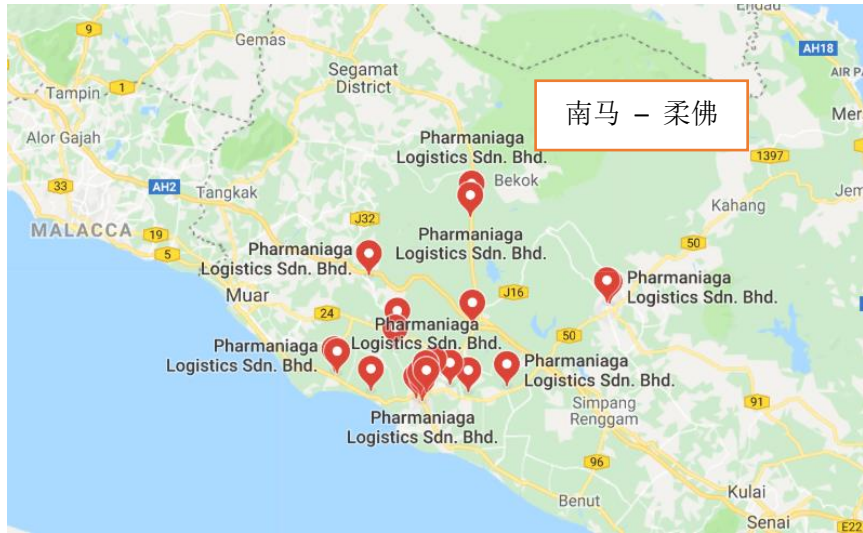 Endau
9
Gemas
AH18
Segamat
District
1
Tampin
AIR PA
南马 – 柔佛
Mer
Alor Gajah
Pharmaniaga
Logistics Sdn. Bhd.
Bekok
1397
33
AH2
Tangkak
Jem
Kahang
J32
MALACCA
19
Pharmaniaga
Logistics Sdn. Bhd.
50
5
Pharmaniaga
Logistics Sdn. Bhd.
Pharmaniaga
Logistics Sdn. Bhd.
Muar
J16
24
Pharmaniaga
Logistics Sdn. Bhd.
50
Pharmaniaga
Logistics Sdn. Bhd.
Pharmaniaga
Logistics Sdn. Bhd.
Simpang
Renggam
91
Pharmaniaga
Logistics Sdn. Bhd.
96
Benut
Kulai
Senai
E22